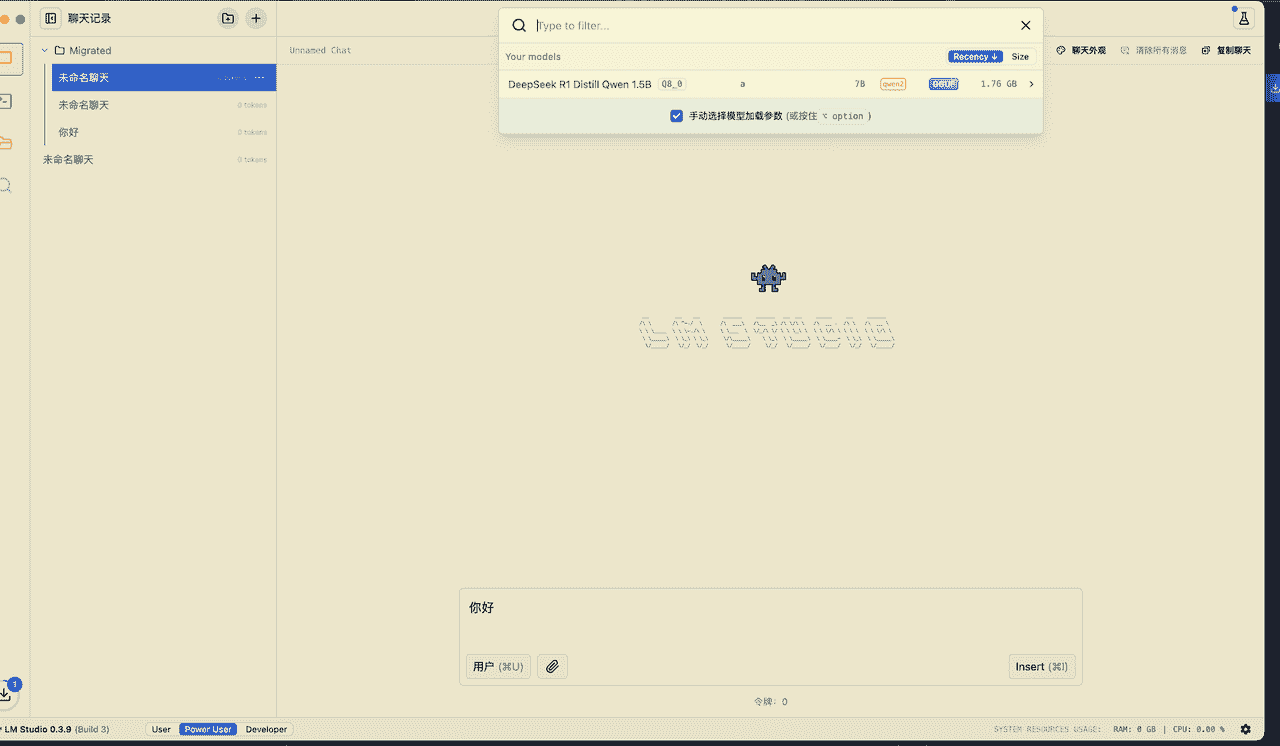 聊天记录
Migrated
未命名聊天
未命名聊天 0 tokens
你好 0 tokens
未命名聊天 0 tokens
Unnamed Chat
聊天外观 清除所有消息 复制聊天
Type to filter...
Your models Recency ↓ Size
DeepSeek R1 Distill Qwen 1.5B Q8_0 a 7B qwen2 GGUF 1.76 GB
手动选择模型加载参数 (或按住 ⌥ option )
LM STUDIO
你好
用户 (⌘U) Insert (⌘I)
令牌: 0
1
LM Studio 0.3.9 (Build 3) User Power User Developer
SYSTEM RESOURCES USAGE: RAM: 0 GB | CPU: 0.00 %